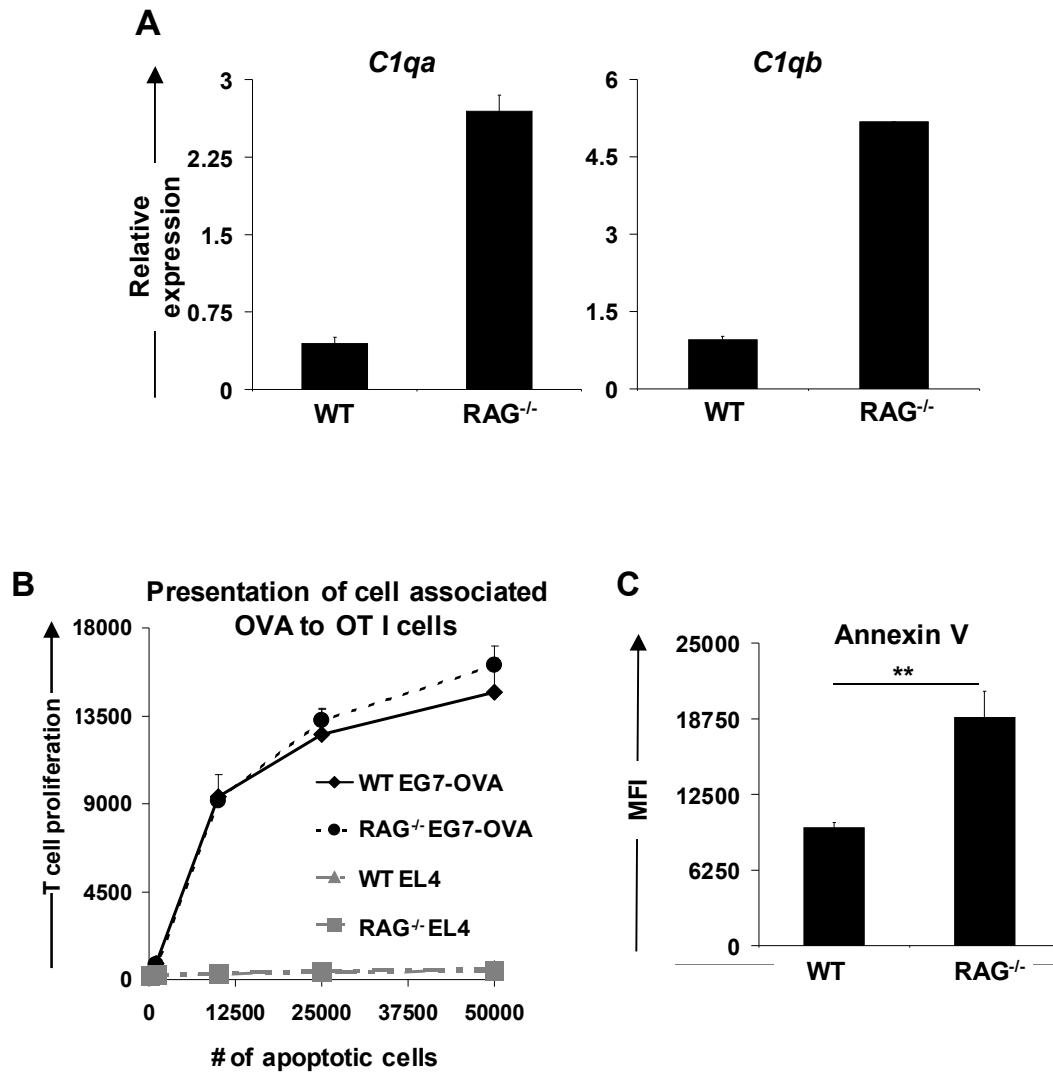 A
C1qa
C1qb
Relative expression
3
2.25
1.5
0.75
0
WT
RAG-/-
6
4.5
3
1.5
0
WT
RAG-/-
B
Presentation of cell associated
OVA to OT I cells
T cell proliferation
18000
13500
9000
4500
0
WT EG7-OVA
RAG-/- EG7-OVA
WT EL4
RAG-/- EL4
0
12500
25000
37500
50000
# of apoptotic cells
C
Annexin V
**
MFI
25000
18750
12500
6250
0
WT
RAG-/-